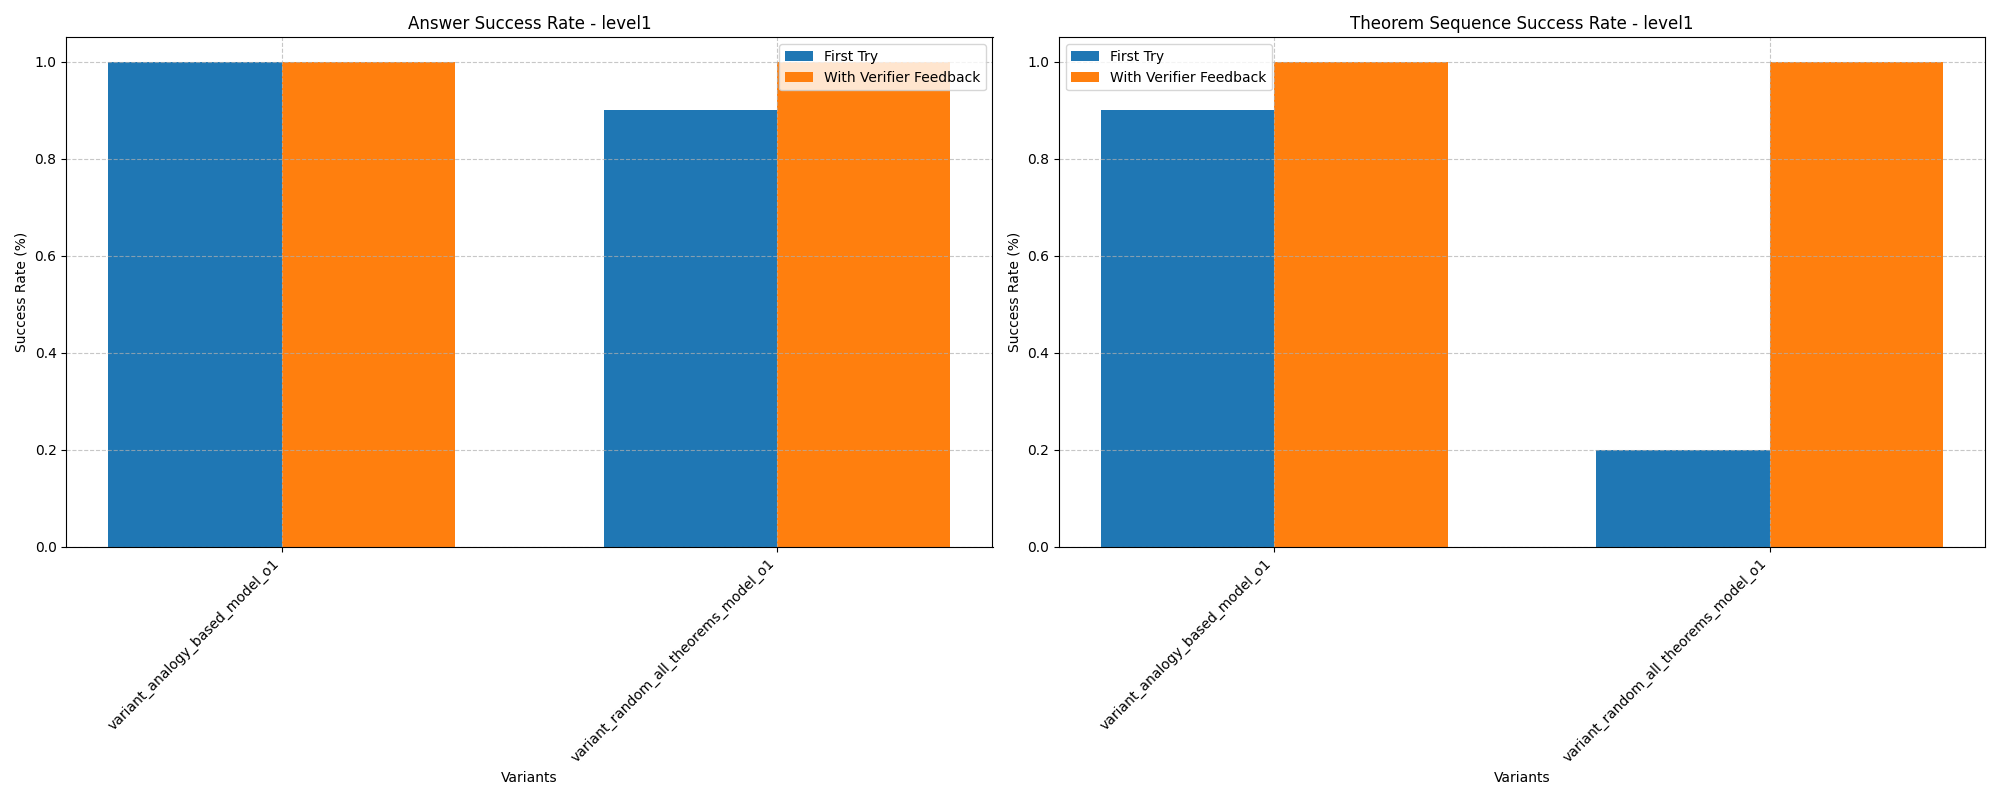 Answer Success Rate - level1
First Try
With Verifier Feedback
Success Rate (%)
1.0
0.8
0.6
0.4
0.2
0.0
variant_analogy_based_model_o1
variant_random_all_theorems_model_o1
Variants
Theorem Sequence Success Rate - level1
First Try
With Verifier Feedback
Success Rate (%)
1.0
0.8
0.6
0.4
0.2
0.0
variant_analogy_based_model_o1
variant_random_all_theorems_model_o1
Variants